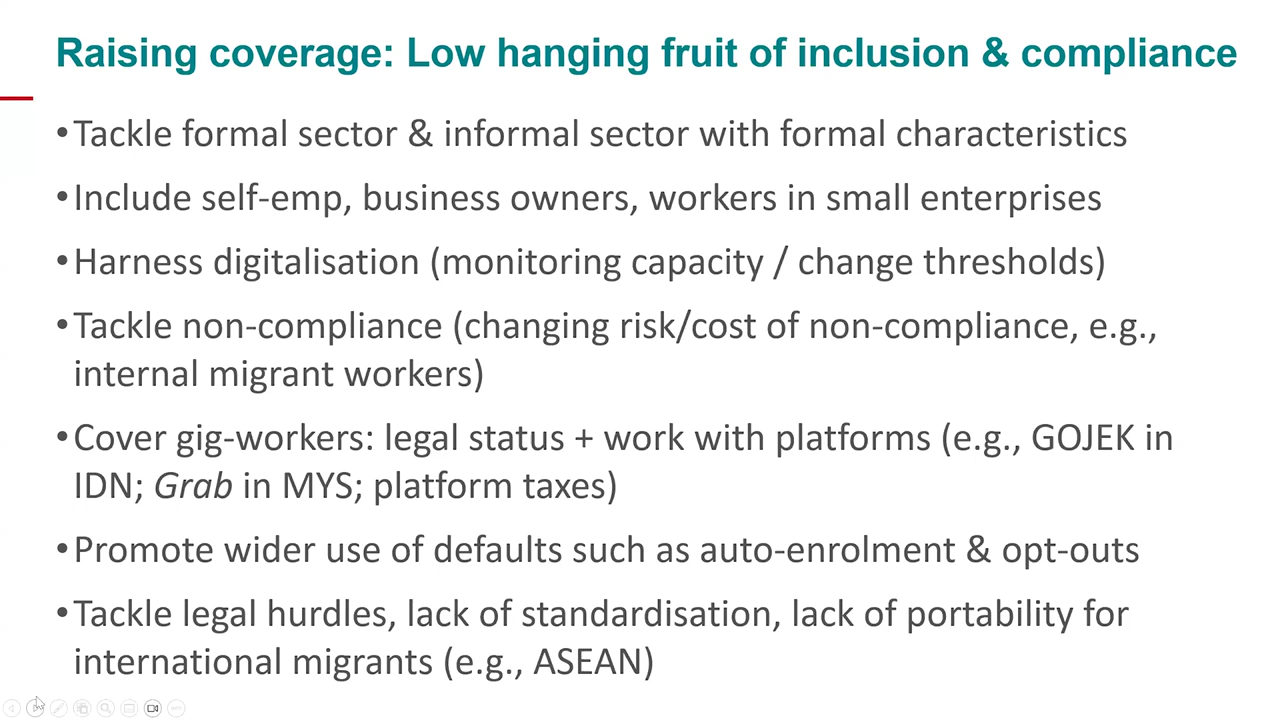 Raising coverage: Low hanging fruit of inclusion & compliance
•Tackle formal sector & informal sector with formal characteristics
•Include self-emp, business owners, workers in small enterprises
•Harness digitalisation (monitoring capacity / change thresholds)
•Tackle non-compliance (changing risk/cost of non-compliance, e.g.,
internal migrant workers)
•Cover gig-workers: legal status + work with platforms (e.g., GOJEK in
IDN; Grab in MYS; platform taxes)
•Promote wider use of defaults such as auto-enrolment & opt-outs
•Tackle legal hurdles, lack of standardisation, lack of portability for
international migrants (e.g., ASEAN)